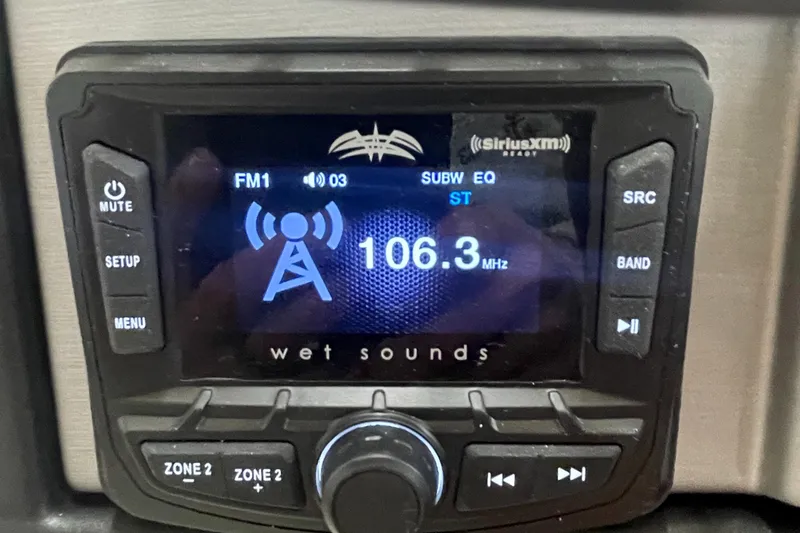 SiriusXM
READY
FM1 03 SUBW EQ
ST
106.3 MHz
wet sounds
MUTE
SETUP
MENU
SRC
BAND
ZONE 2
-
ZONE 2
+